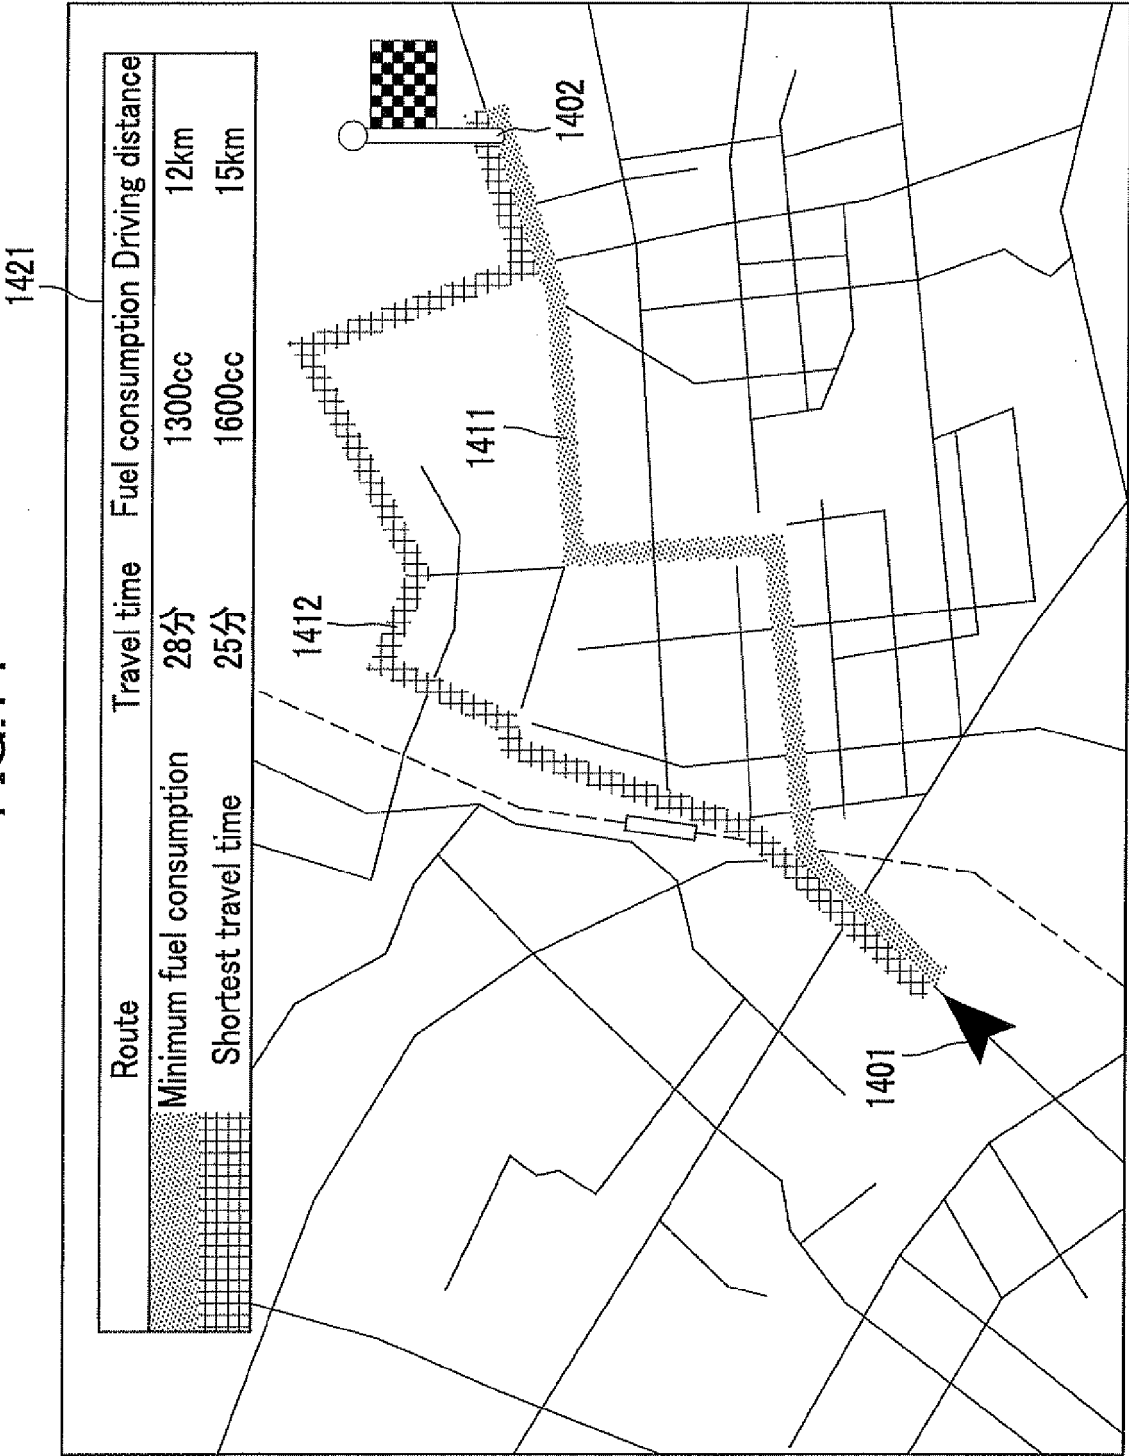 1421
Route Travel time Fuel consumption Driving distance
Minimum fuel consumption 28分 1300cc 12km
Shortest travel time 25分 1600cc 15km
1402
1411
1412
1401